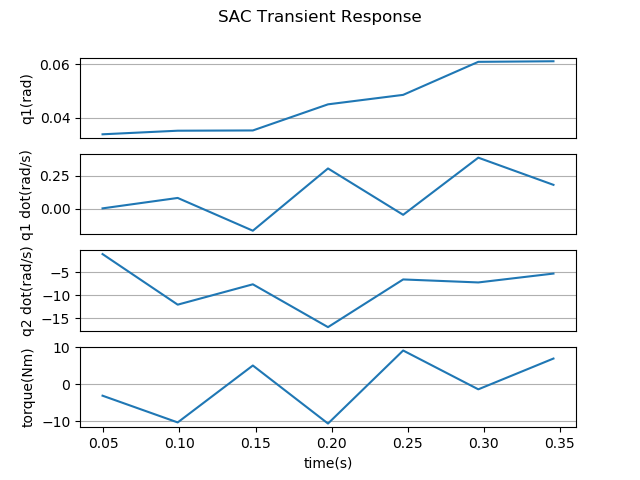 SAC Transient Response
q1(rad)
0.06
0.04
q1 dot(rad/s)
0.25
0.00
q2 dot(rad/s)
−5
−10
−15
torque(Nm)
10
0
−10
0.05 0.10 0.15 0.20 0.25 0.30 0.35
time(s)